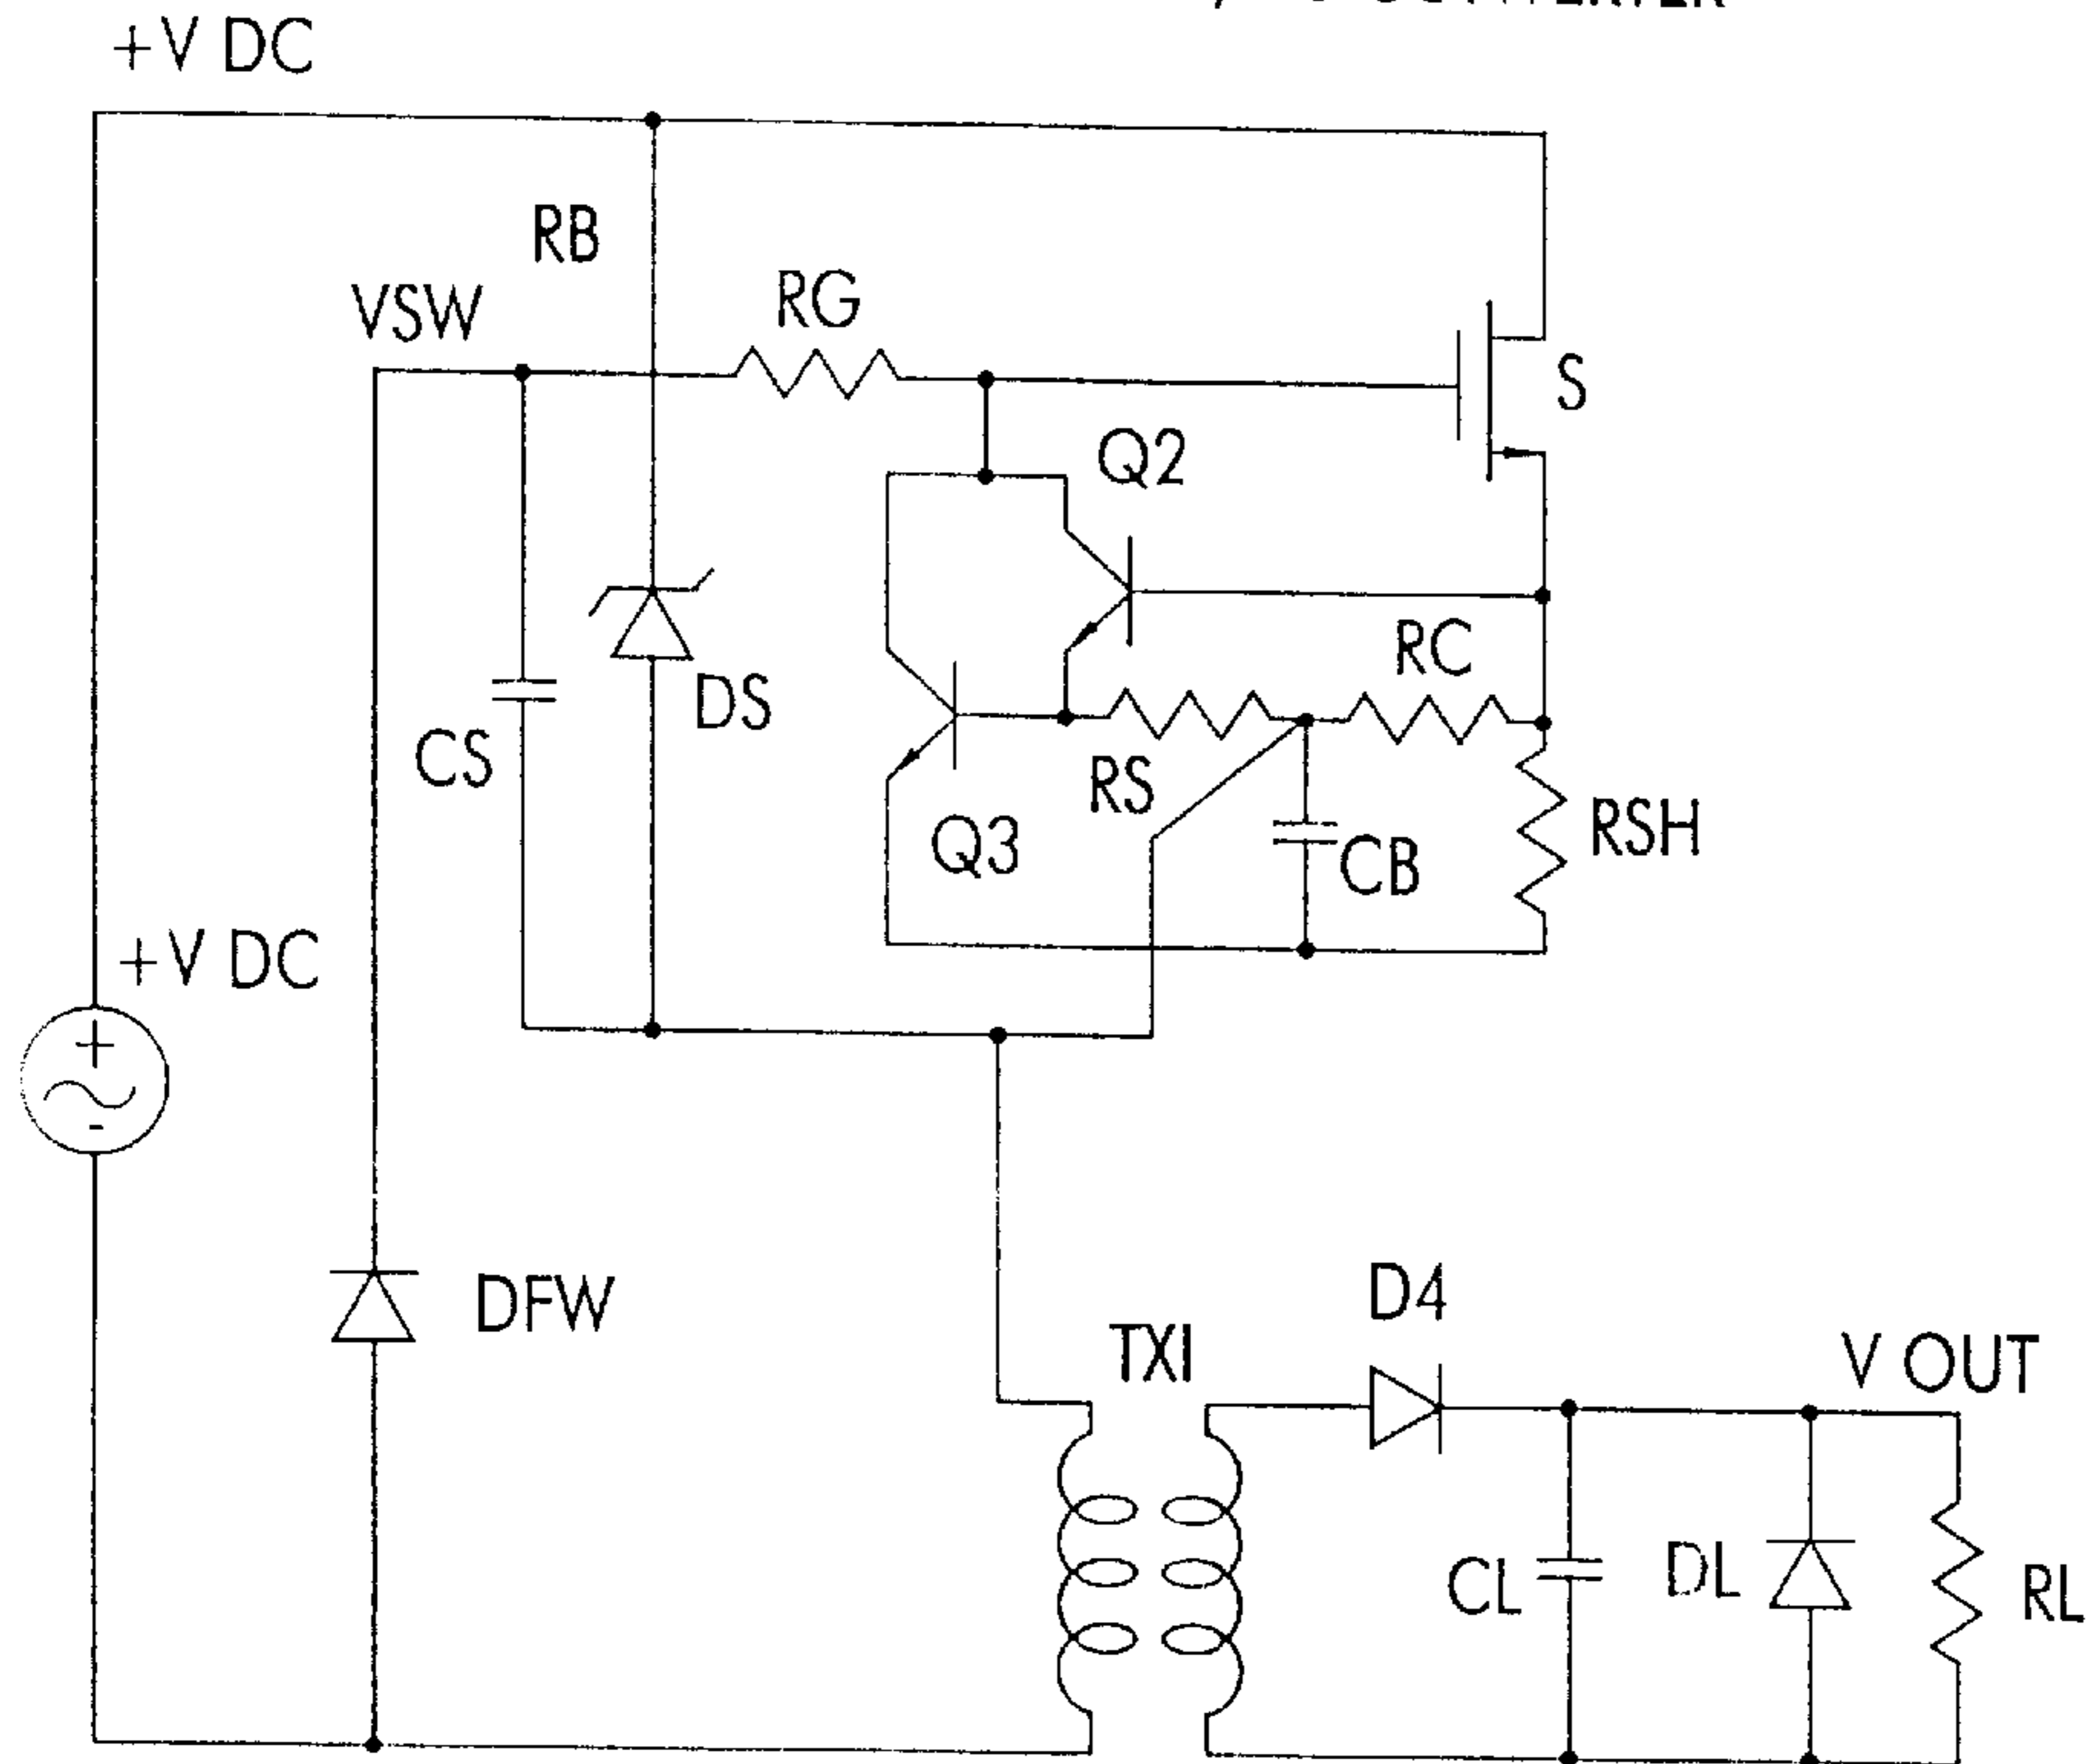 CONVERTER
+V DC
RB
VSW
RG
S
Q2
RC
DS
CS
RS
RSH
Q3
CB
+V DC
+
-
DFW
D4
TXI
V OUT
CL
DL
RL